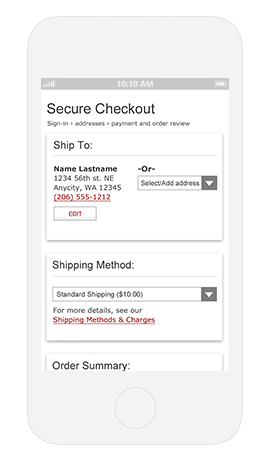 10:10 AM
Secure Checkout
Sign-in › addresses › payment and order review
Ship To:
Name Lastname
1234 56th st. NE
Anycity, WA 12345
(206) 555-1212
EDIT
-Or-
Select/Add address
Shipping Method:
Standard Shipping ($10.00)
For more details, see our
Shipping Methods & Charges
Order Summary: